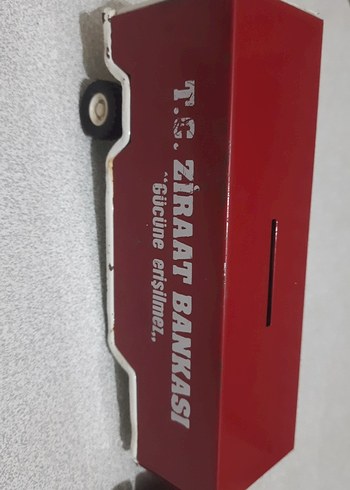 T.C. ZİRAAT BANKASI
"Gücüne erişilmez,,